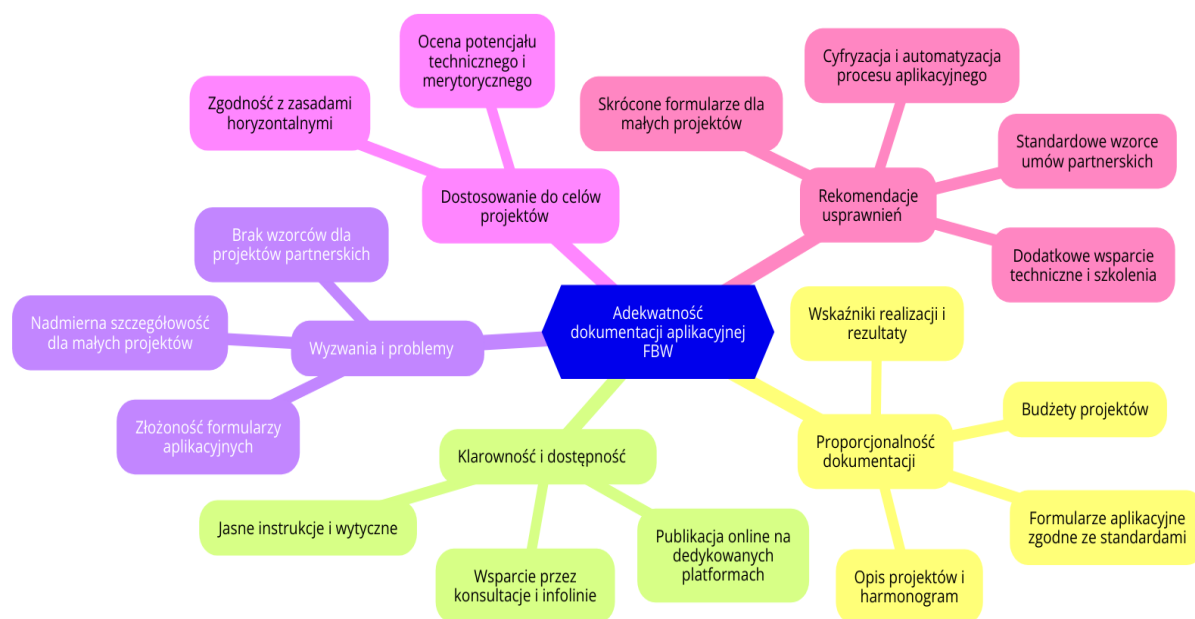 Adekwatność
dokumentacji aplikacyjnej
FBW
Dostosowanie do celów
projektów
Ocena potencjału
technicznego i
merytorycznego
Zgodność z zasadami
horyzontalnymi
Rekomendacje
usprawnień
Skrócone formularze dla
małych projektów
Cyfryzacja i automatyzacja
procesu aplikacyjnego
Standardowe wzorce
umów partnerskich
Dodatkowe wsparcie
techniczne i szkolenia
Wyzwania i problemy
Brak wzorców dla
projektów partnerskich
Nadmierna szczegółowość
dla małych projektów
Złożoność formularzy
aplikacyjnych
Klarowność i dostępność
Jasne instrukcje i wytyczne
Wsparcie przez
konsultacje i infolinie
Publikacja online na
dedykowanych
platformach
Proporcjonalność
dokumentacji
Wskaźniki realizacji i
rezultaty
Budżety projektów
Formularze aplikacyjne
zgodne ze standardami
Opis projektów i
harmonogram